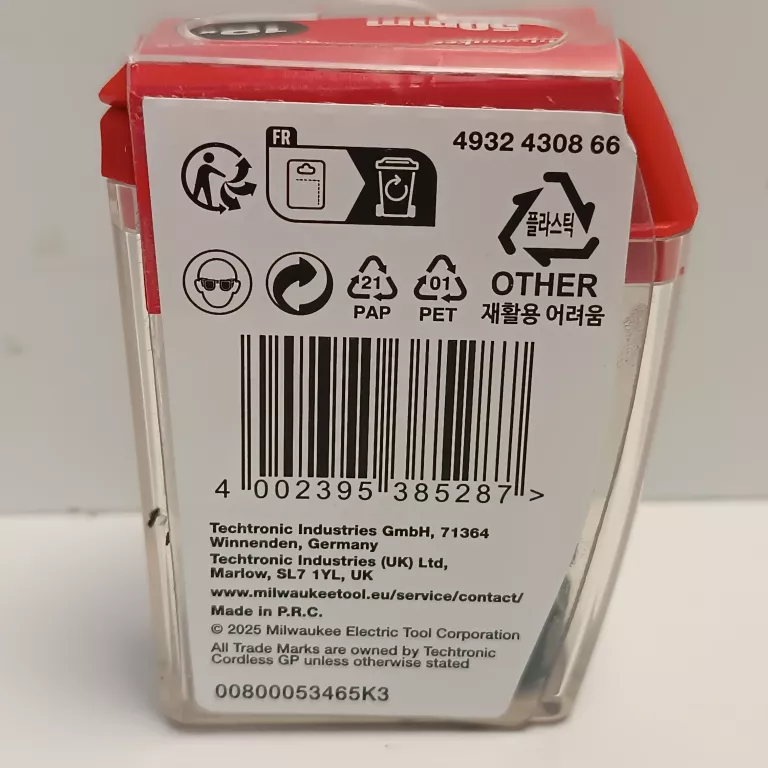 50mm
Milwaukee
FR
4932 4308 66
플라스틱
21
PAP
01
PET
OTHER
재활용 어려움
4 002395 385287 >
Techtronic Industries GmbH, 71364
Winnenden, Germany
Techtronic Industries (UK) Ltd,
Marlow, SL7 1YL, UK
www.milwaukeetool.eu/service/contact/
Made in P.R.C.
© 2025 Milwaukee Electric Tool Corporation
All Trade Marks are owned by Techtronic
Cordless GP unless otherwise stated
00800053465K3